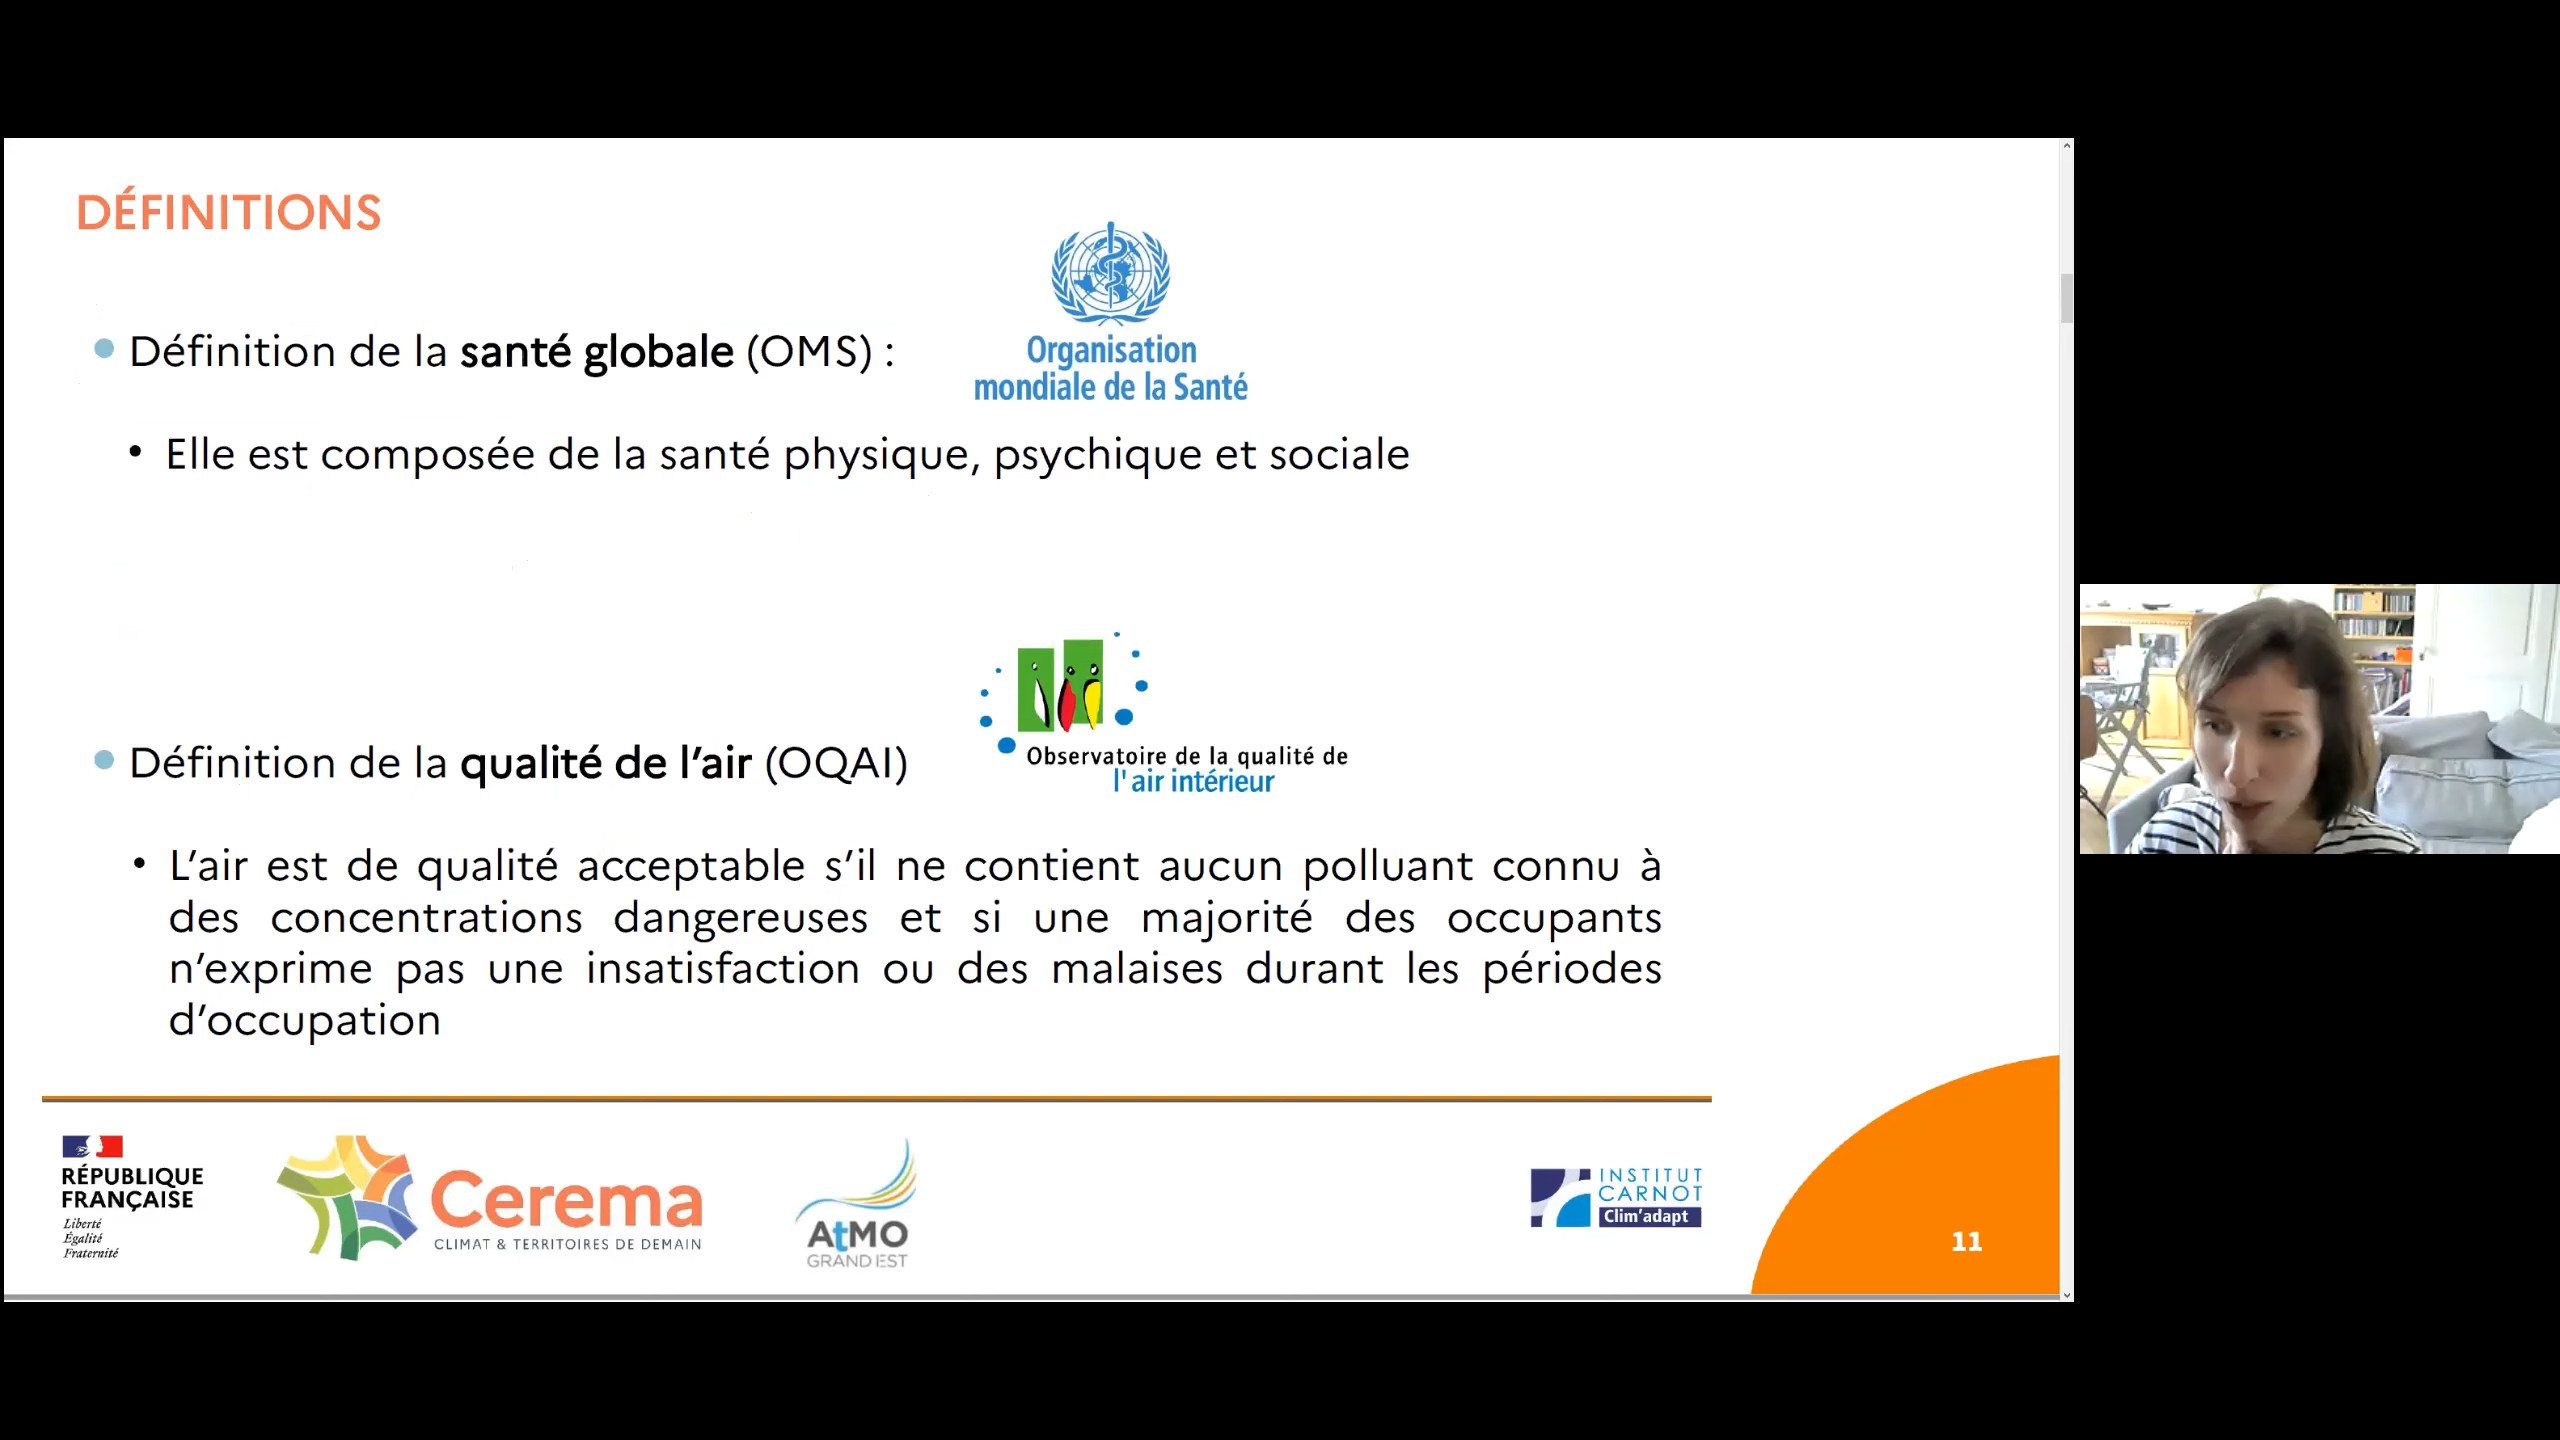 DÉFINITIONS
Organisation
mondiale de la Santé
Définition de la santé globale (OMS) :
• Elle est composée de la santé physique, psychique et sociale
Observatoire de la qualité de
l'air intérieur
Définition de la qualité de l’air (OQAI)
• L’air est de qualité acceptable s’il ne contient aucun polluant connu à
des concentrations dangereuses et si une majorité des occupants
n’exprime pas une insatisfaction ou des malaises durant les périodes
d’occupation
RÉPUBLIQUE
FRANÇAISE
Liberté
Égalité
Fraternité
Cerema
CLIMAT & TERRITOIRES DE DEMAIN
AtMO
GRAND EST
INSTITUT
CARNOT
Clim'adapt
11